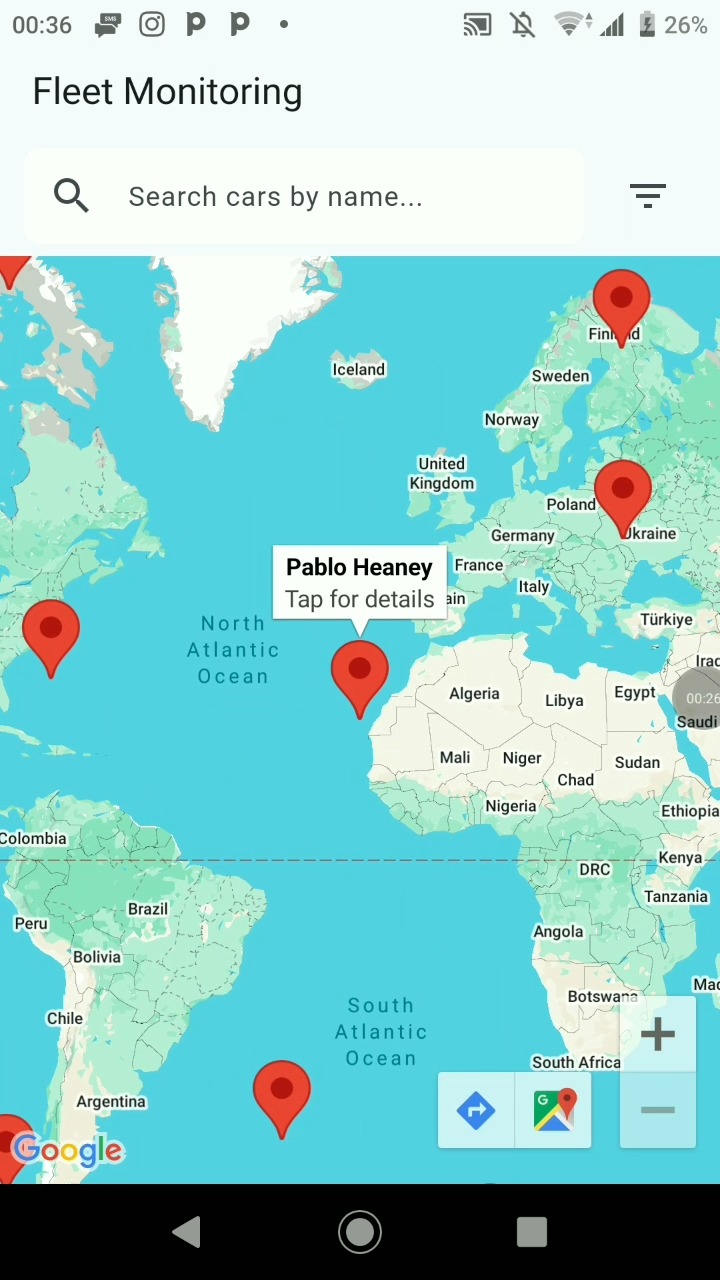 00:36
SMS
26%
Fleet Monitoring
Search cars by name...
Finland
Iceland
Sweden
Norway
United
Kingdom
Poland
Ukraine
Germany
Pablo Heaney
Tap for details
France
Italy
ain
Türkiye
North
Atlantic
Ocean
Iraq
Algeria
Libya
Egypt
00:26
Saudi
Mali
Niger
Sudan
Chad
Nigeria
Ethiopia
Colombia
Kenya
DRC
Tanzania
Brazil
Peru
Angola
Bolivia
Mad
Botswana
South
Atlantic
Ocean
Chile
South Africa
Argentina
G
Google